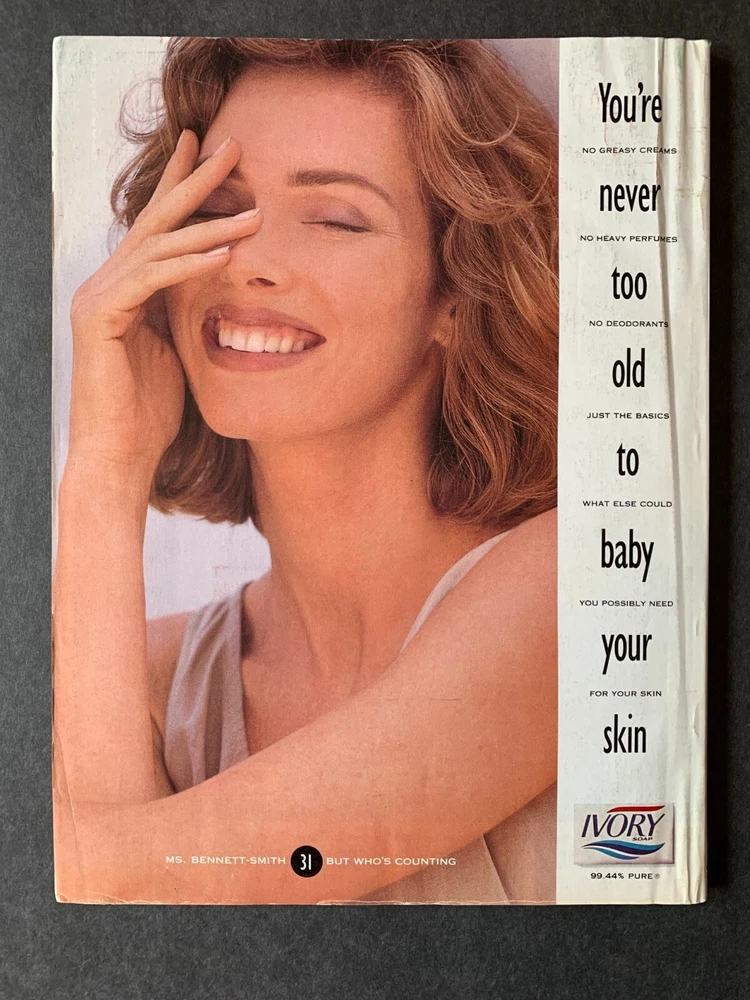 You're
NO GREASY CREAMS
never
NO HEAVY PERFUMES
too
NO DEODORANTS
old
JUST THE BASICS
to
WHAT ELSE COULD
baby
YOU POSSIBLY NEED
your
FOR YOUR SKIN
skin
IVORY
SOAP
99.44% PURE®
MS. BENNETT-SMITH 31 BUT WHO'S COUNTING